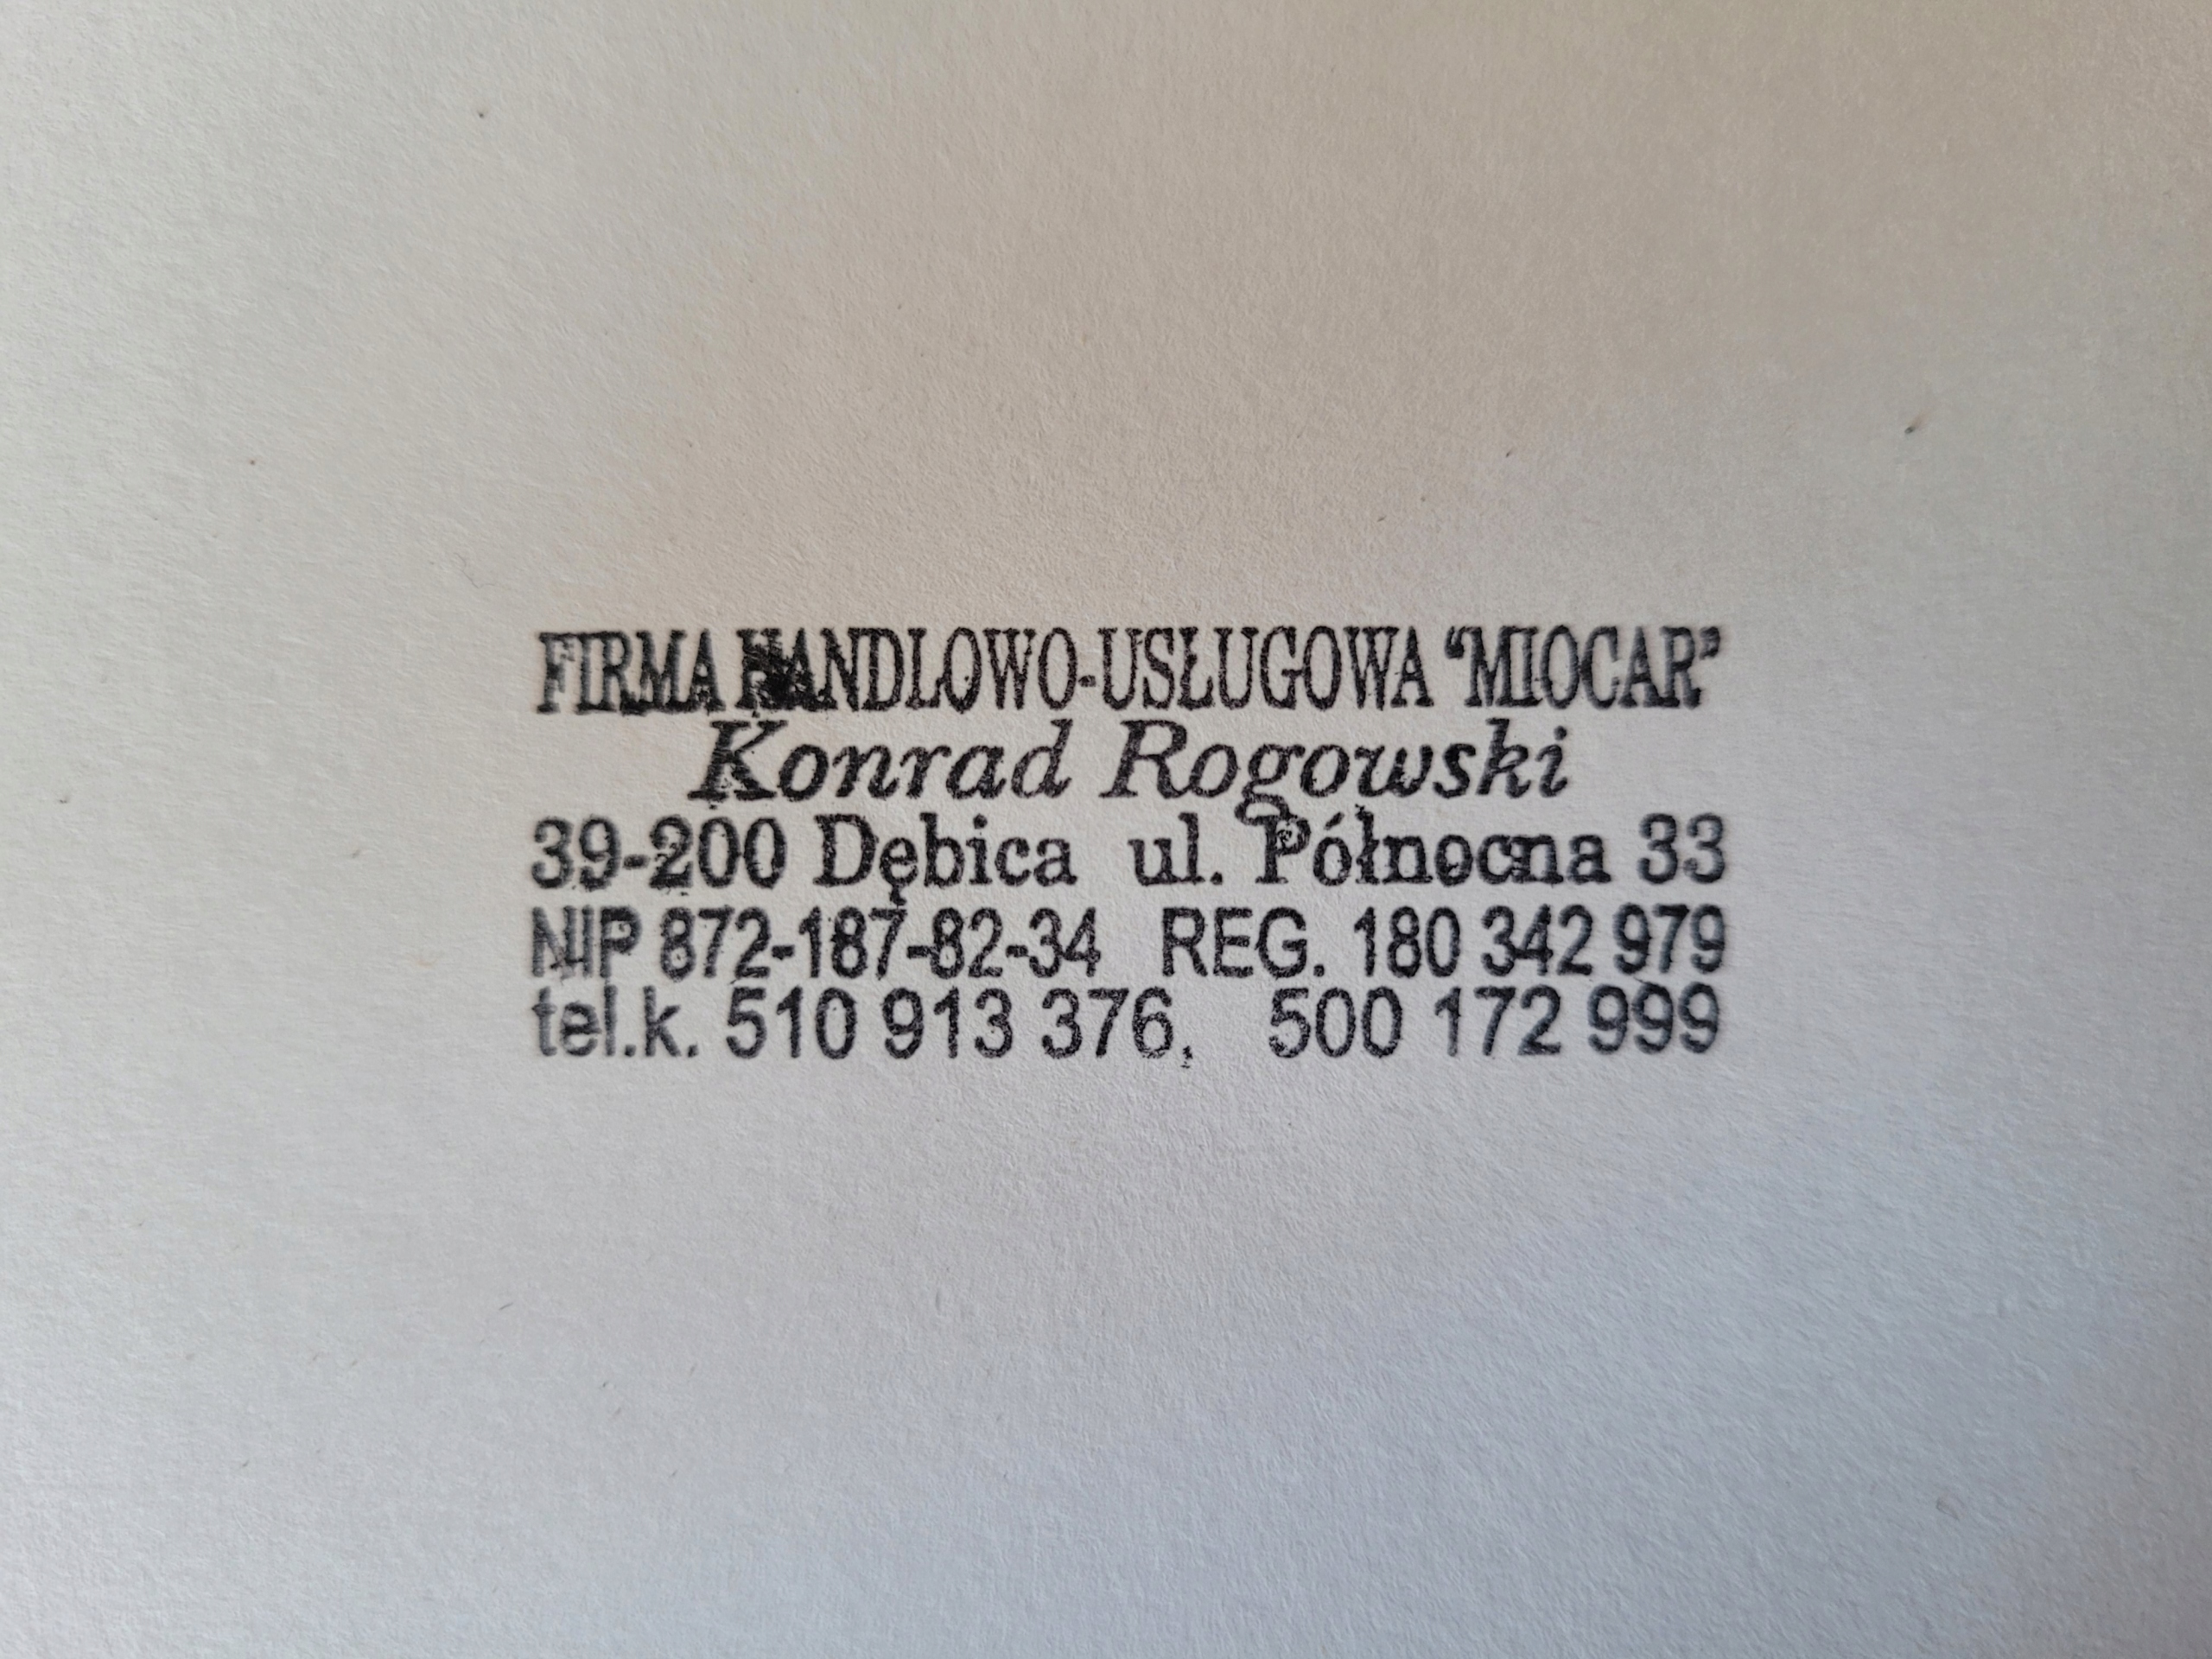 FIRMA HANDLOWO-USŁUGOWA “MIOCAR”
Konrad Rogowski
39-200 Dębica ul. Północna 33
NIP 872-187-82-34 REG. 180 342 979
tel.k. 510 913 376, 500 172 999